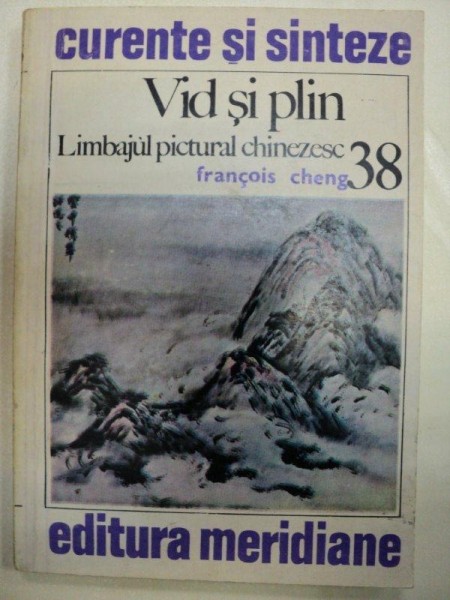 curente și sinteze
Vid și plin
Limbajul pictural chinezesc
38
françois cheng
editura meridiane